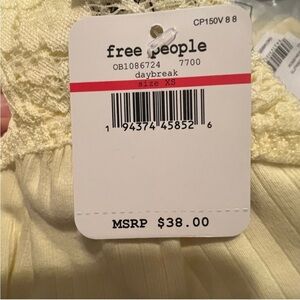 CP150V 8 8
free people
OB1086724 7700
daybreak
size XS
1 94374 45852 6
MSRP $38.00